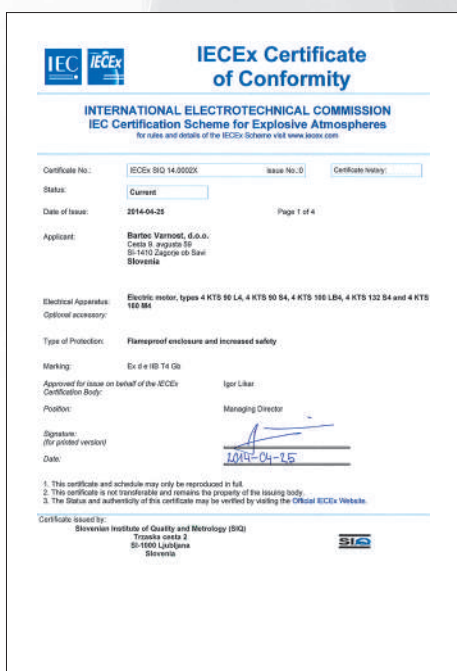 IEC IECEx
IECEx Certificate
of Conformity
INTERNATIONAL ELECTROTECHNICAL COMMISSION
IEC Certification Scheme for Explosive Atmospheres
for rules and details of the IECEx Scheme visit www.iecex.com
Certificate No.: IECEx SIQ 14.0002X Issue No.:0 Certificate history:
Status: Current
Date of Issue: 2014-04-25 Page 1 of 4
Applicant: Bartec Varnost, d.o.o.
Cesta 9. avgusta 59
SI-1410 Zagorje ob Savi
Slovenia
Electrical Apparatus: Electric motor, types 4 KTS 90 L4, 4 KTS 90 S4, 4 KTS 100 LB4, 4 KTS 132 S4 and 4 KTS
160 M4
Optional accessory:
Type of Protection: Flameproof enclosure and increased safety
Marking: Ex d e IIB T4 Gb
Approved for issue on behalf of the IECEx Igor Likar
Certification Body:
Position: Managing Director
Signature:
(for printed version)
Date: 2014-04-25
1. This certificate and schedule may only be reproduced in full.
2. This certificate is not transferable and remains the property of the issuing body.
3. The Status and authenticity of this certificate may be verified by visiting the Official IECEx Website.
Certificate issued by:
Slovenian Institute of Quality and Metrology (SIQ)
Trzaska cesta 2
SI-1000 Ljubljana
Slovenia
SIQ